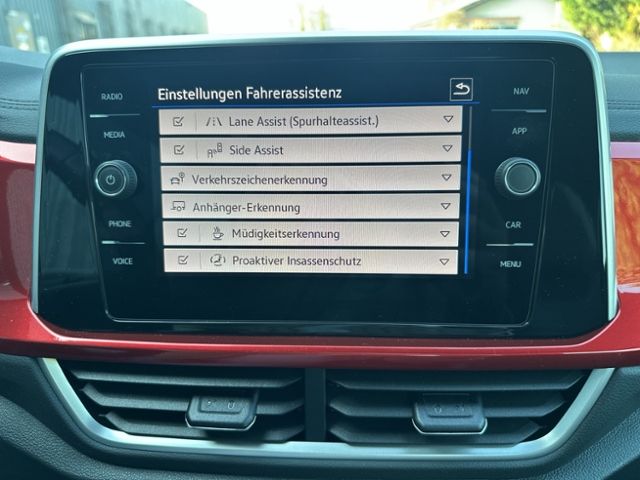 Einstellungen Fahrerassistenz
RADIO
MEDIA
PHONE
VOICE
Lane Assist (Spurhalteassist.)
Side Assist
Verkehrszeichenerkennung
Anhänger-Erkennung
Müdigkeitserkennung
Proaktiver Insassenschutz
NAV
APP
CAR
MENU